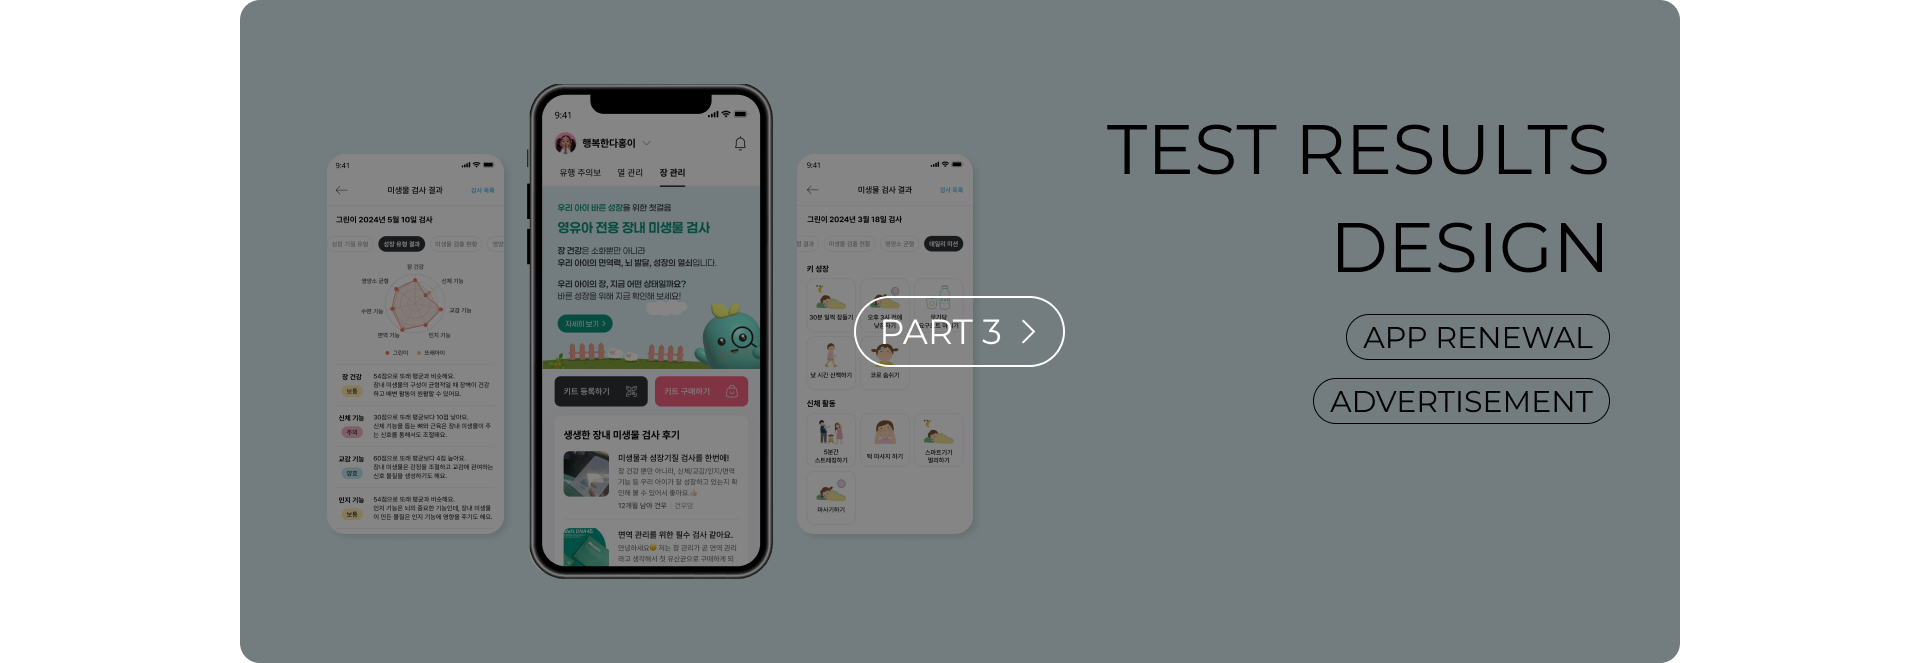 9:41
미생물 검사 결과
검사 목록
그린이 2024년 5월 10일 검사
성장 기질 유형
성장 유형 결과
미생물 검출 현황
영양
장 건강
영양소 균형
신체 기능
수면 기능
교감 기능
면역 기능
인지 기능
그린이
또래아이
장 건강
보통
54점으로 또래 평균과 비슷해요.
장내 미생물의 구성이 균형적일 때 장벽이 건강
하고 배변 활동이 원활할 수 있어요.
신체 기능
주의
30점으로 또래 평균보다 10점 낮아요.
신체 기능을 돕는 뼈와 근육은 장내 미생물이 주
는 신호를 통해서도 조절돼요.
교감 기능
양호
60점으로 또래 평균보다 4점 높아요.
장내 미생물은 감정을 조절하고 교감에 관여하는
신호 물질을 생성하기도 해요.
인지 기능
보통
54점으로 또래 평균과 비슷해요.
인지 기능은 뇌의 중요한 기능인데, 장내 미생물
이 만든 물질은 인지 기능에 영향을 주기도 해요.
9:41
행복한다홍이
유행 주의보
열 관리
장 관리
우리 아이 바른 성장을 위한 첫걸음
영유아 전용 장내 미생물 검사
장 건강은 소화뿐만 아니라
우리 아이의 면역력, 뇌 발달, 성장의 열쇠입니다.
우리 아이의 장, 지금 어떤 상태일까요?
바른 성장을 위해 지금 확인해 보세요!
자세히 보기
키트 등록하기
키트 구매하기
생생한 장내 미생물 검사 후기
미생물과 성장기질 검사를 한번에!
장 건강 뿐만 아니라, 신체/교감/인지/면역
기능 등 우리 아이가 잘 성장하고 있는지 확
인해 볼 수 있어서 좋아요.👍
12개월 남아 건우
건우맘
면역 관리를 위한 필수 검사 같아요.
안녕하세요 저는 장 관리가 곧 면역 관리
라고 생각해서 첫 유산균으로 구매하게 되
9:41
미생물 검사 결과
검사 목록
그린이 2024년 3월 18일 검사
형 결과
미생물 검출 현황
영양소 균형
데일리 미션
키 성장
30분 일찍 잠들기
오후 3시 전에
낮잠 자기
낮 시간 산책하기
코로 숨쉬기
신체 활동
5분간
스트레칭하기
턱 마사지 하기
스마트기기
멀리하기
마사기하기
PART 3
TEST RESULTS
DESIGN
APP RENEWAL
ADVERTISEMENT